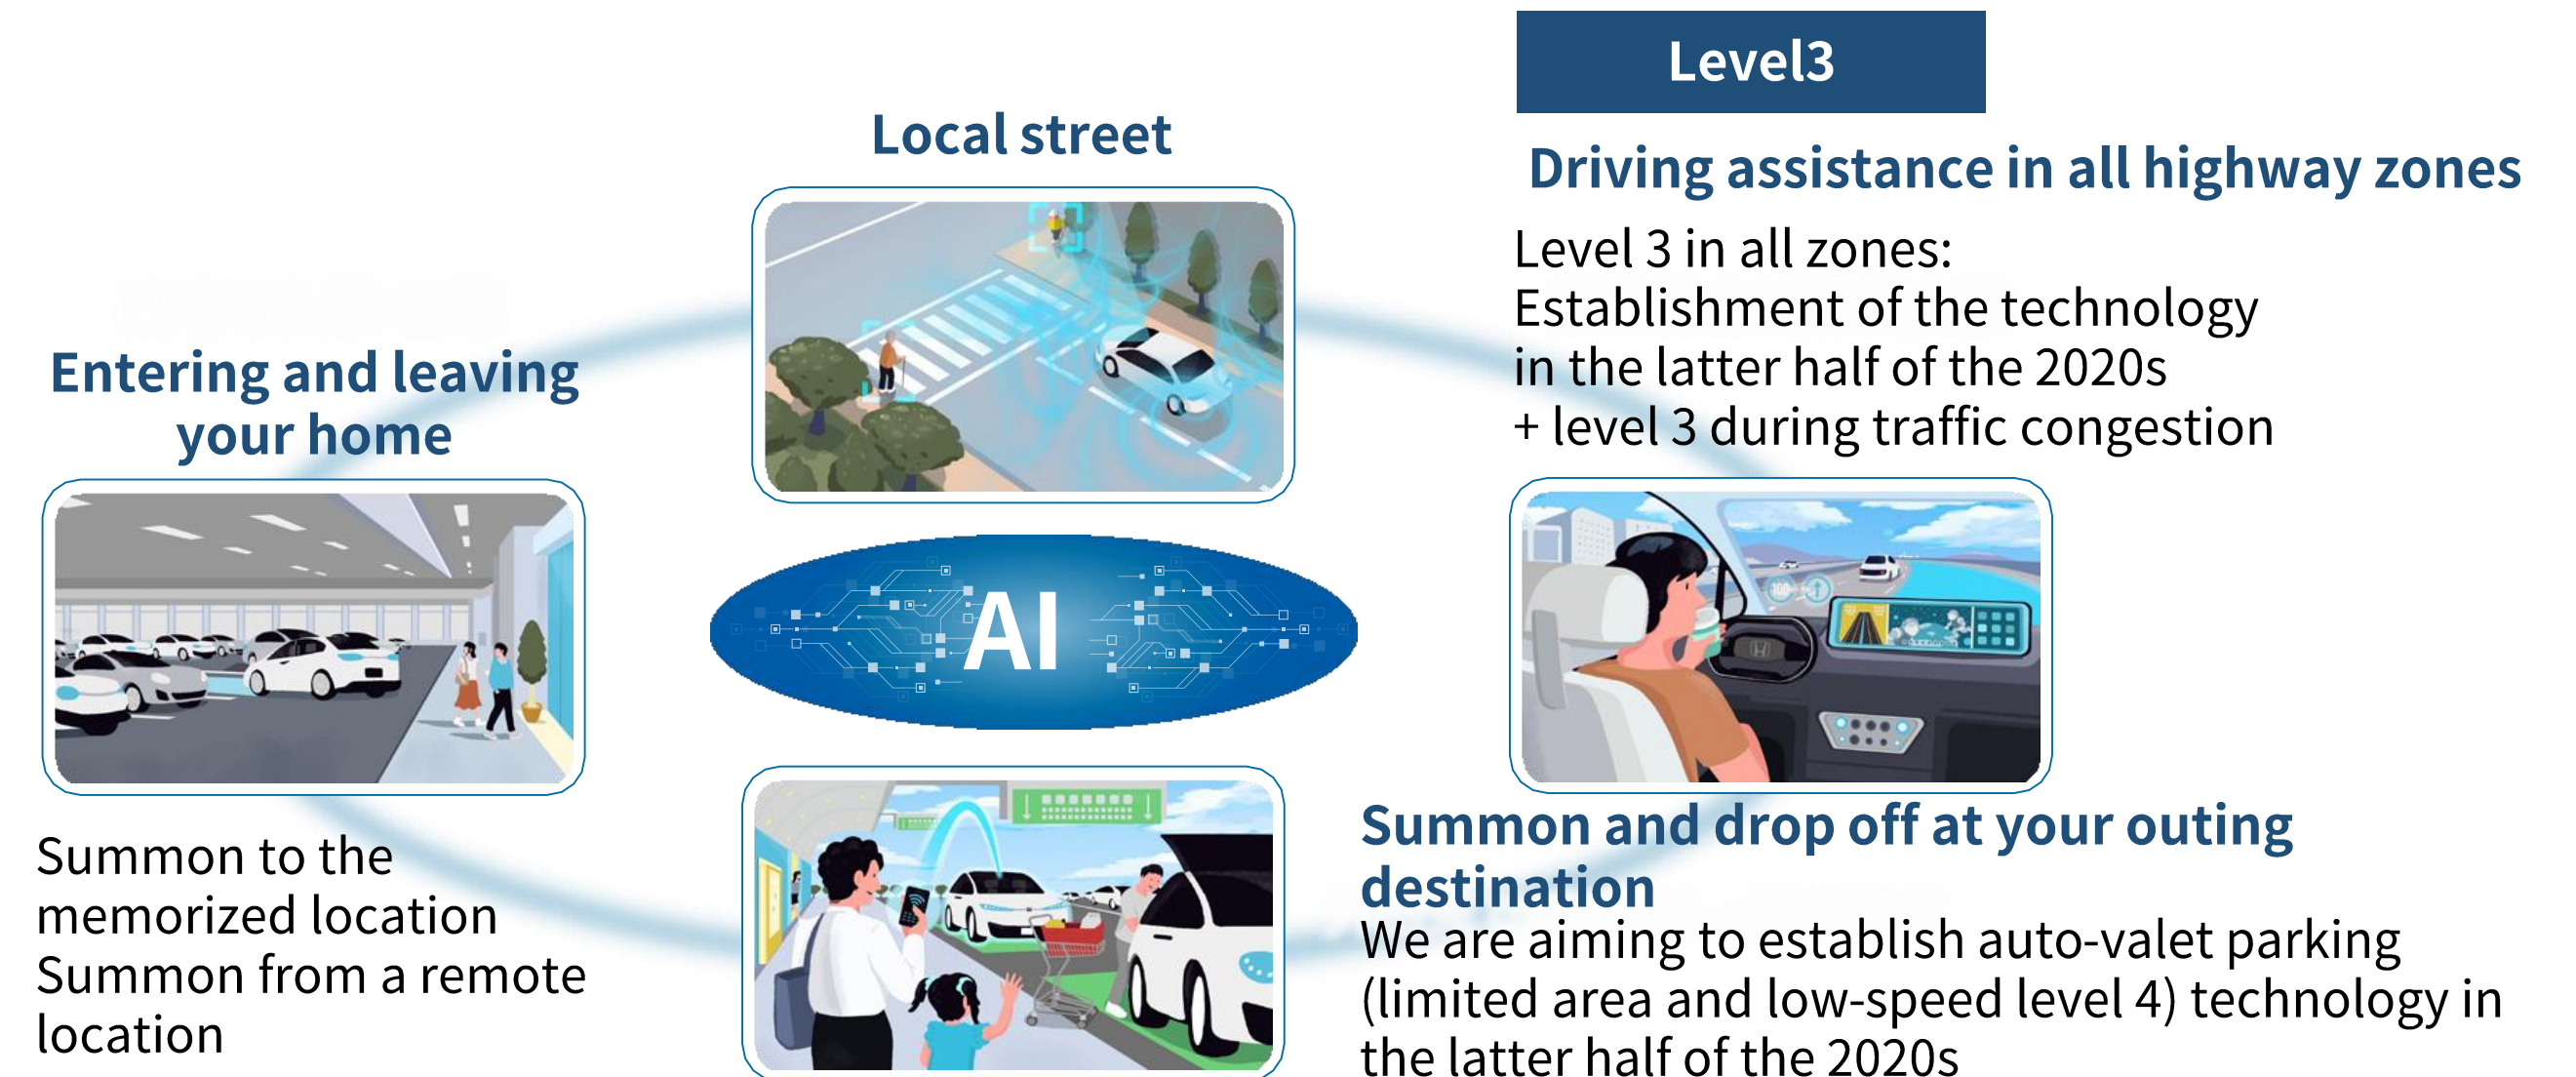 Level3
Local street
Driving assistance in all highway zones
Level 3 in all zones:
Establishment of the technology
in the latter half of the 2020s
+ level 3 during traffic congestion
Entering and leaving
your home
AI
100
Summon to the
memorized location
Summon from a remote
location
Summon and drop off at your outing
destination
We are aiming to establish auto-valet parking
(limited area and low-speed level 4) technology in
the latter half of the 2020s